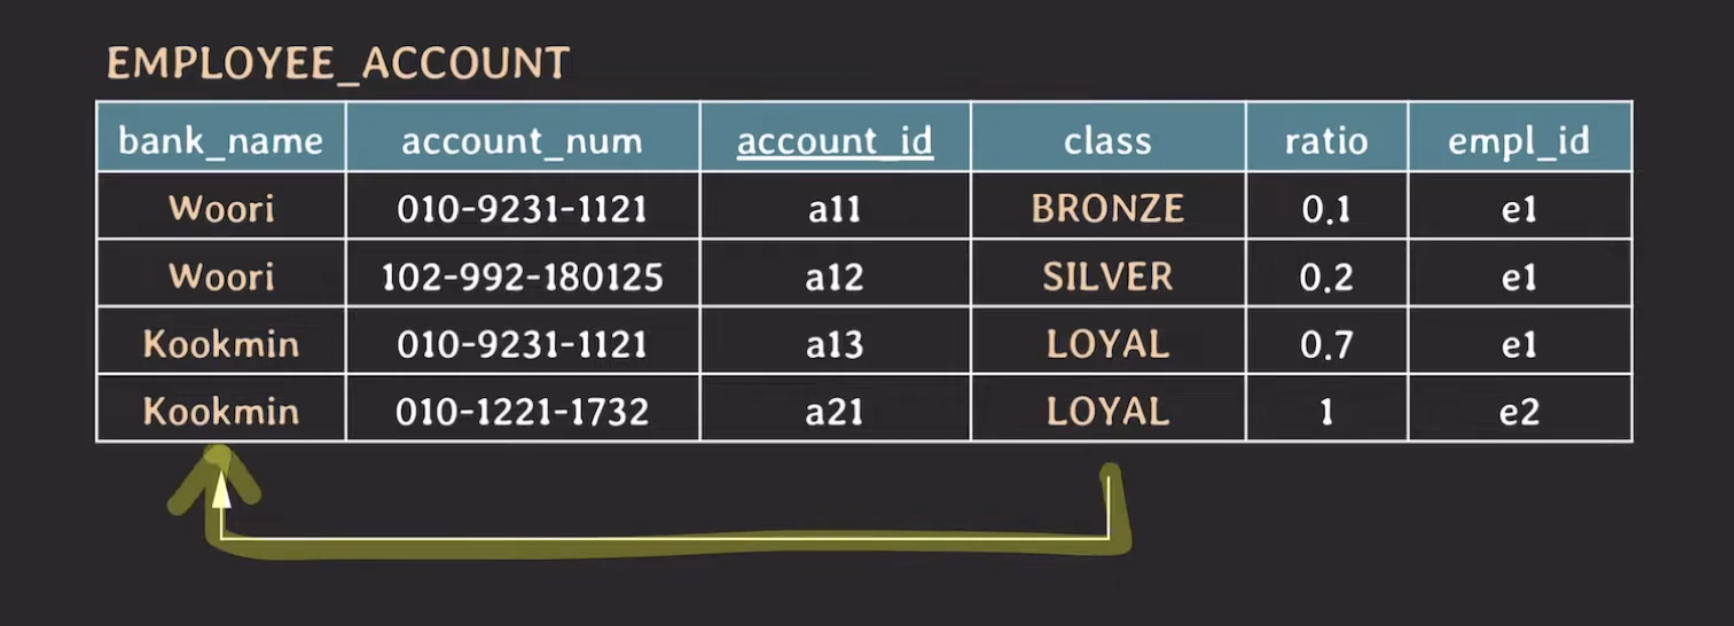 EMPLOYEE_ACCOUNT
bank_name account_num account_id class ratio empl_id
Woori 010-9231-1121 a11 BRONZE 0.1 e1
Woori 102-992-180125 a12 SILVER 0.2 e1
Kookmin 010-9231-1121 a13 LOYAL 0.7 e1
Kookmin 010-1221-1732 a21 LOYAL 1 e2